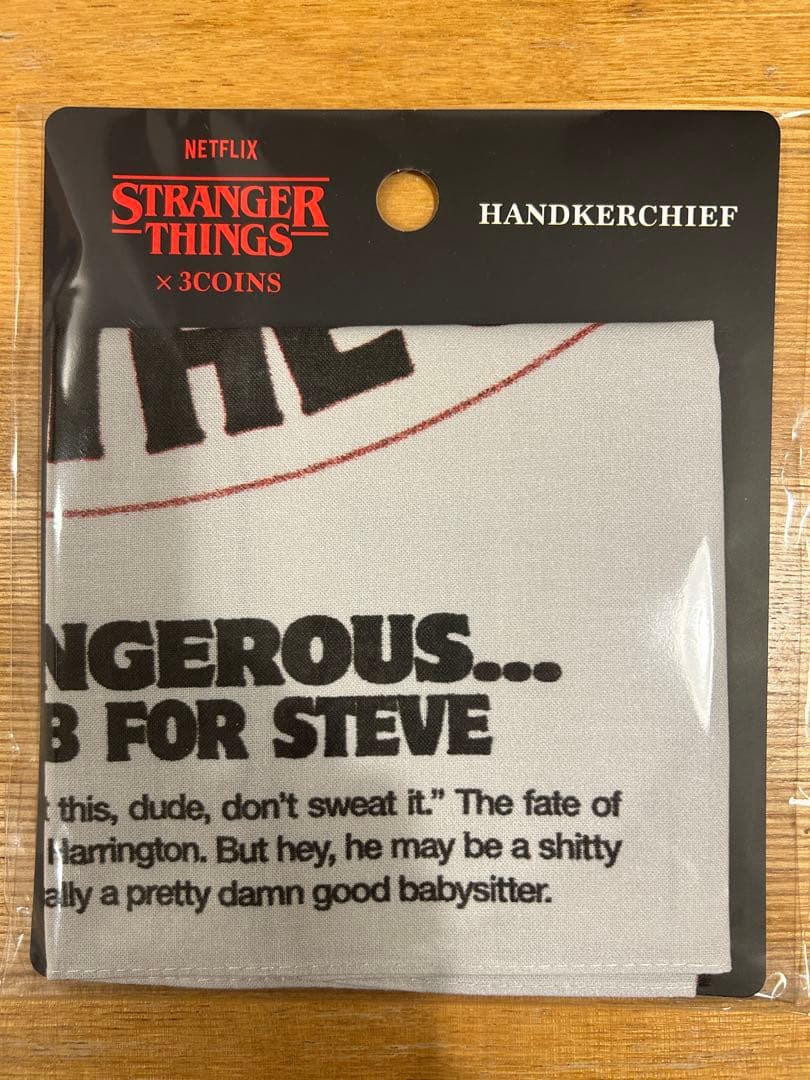 NETFLIX
STRANGER
THINGS
× 3COINS
HANDKERCHIEF
THE
NGEROUS...
B FOR STEVE
t this, dude, don't sweat it.” The fate of
Harrington. But hey, he may be a shitty
ally a pretty damn good babysitter.